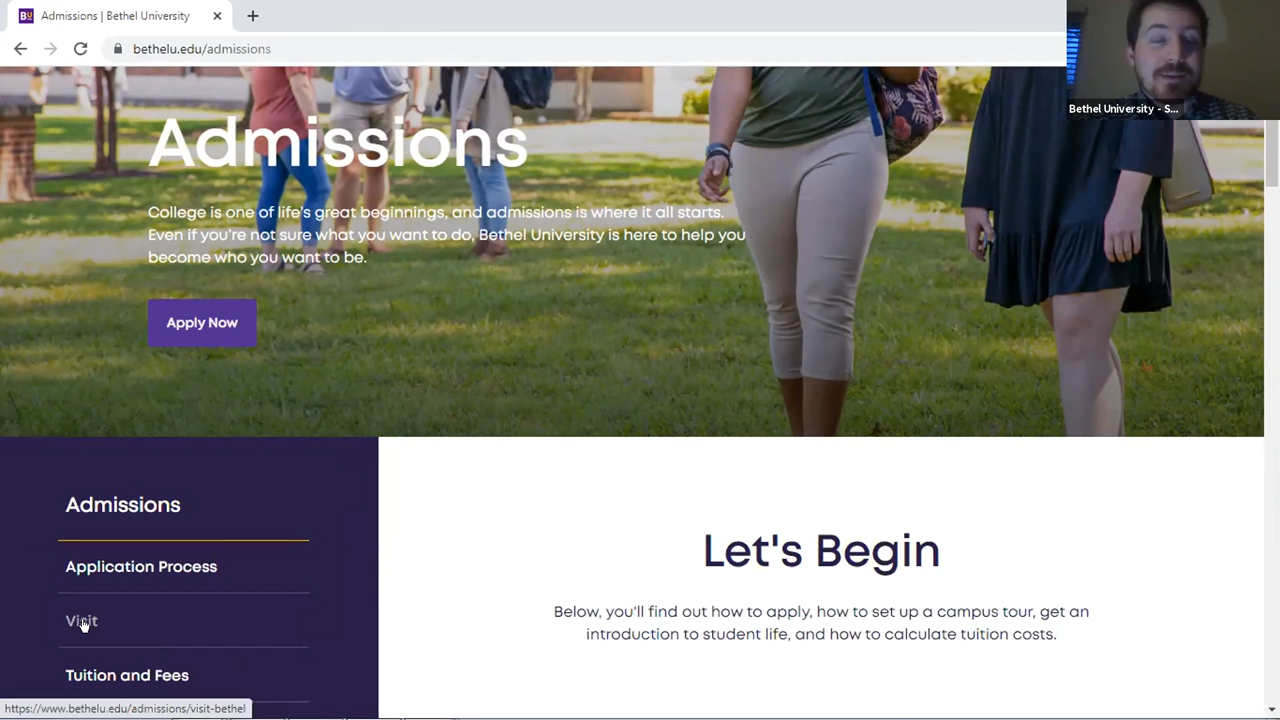 BU Admissions | Bethel University
bethelu.edu/admissions
Bethel University - S...
Admissions
College is one of life's great beginnings, and admissions is where it all starts.
Even if you're not sure what you want to do, Bethel University is here to help you
become who you want to be.
Apply Now
Admissions
Application Process
Visit
Tuition and Fees
Let's Begin
Below, you'll find out how to apply, how to set up a campus tour, get an
introduction to student life, and how to calculate tuition costs.
https://www.bethelu.edu/admissions/visit-bethel